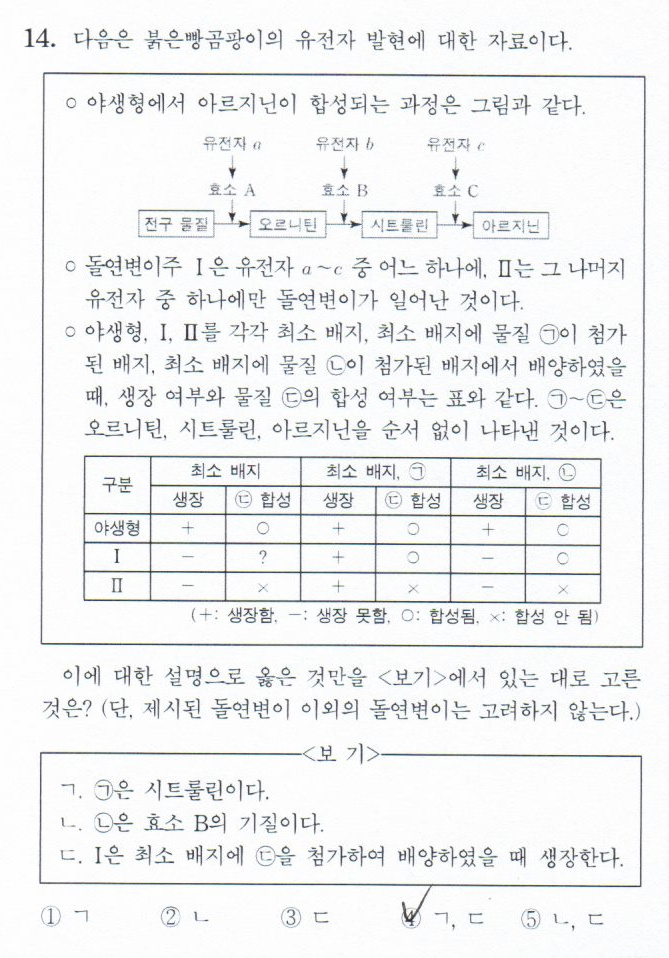 14. 다음은 붉은빵곰팡이의 유전자 발현에 대한 자료이다.
○ 야생형에서 아르지닌이 합성되는 과정은 그림과 같다.
유전자 a 유전자 b 유전자 c
효소 A 효소 B 효소 C
전구 물질 오르니틴 시트룰린 아르지닌
○ 돌연변이주 Ⅰ은 유전자 a~c 중 어느 하나에, Ⅱ는 그 나머지
유전자 중 하나에만 돌연변이가 일어난 것이다.
○ 야생형, Ⅰ, Ⅱ를 각각 최소 배지, 최소 배지에 물질 ㉠이 첨가
된 배지, 최소 배지에 물질 ㉡이 첨가된 배지에서 배양하였을
때, 생장 여부와 물질 ㉢의 합성 여부는 표와 같다. ㉠~㉢은
오르니틴, 시트룰린, 아르지닌을 순서 없이 나타낸 것이다.
구분 최소 배지 최소 배지, ㉠ 최소 배지, ㉡
생장 ㉢ 합성 생장 ㉢ 합성 생장 ㉢ 합성
야생형 + ○ + ○ + ○
Ⅰ - ? + ○ - ○
Ⅱ - × + × - ×
(+: 생장함, -: 생장 못함, ○: 합성됨, ×: 합성 안 됨)
이에 대한 설명으로 옳은 것만을 <보기>에서 있는 대로 고른
것은? (단, 제시된 돌연변이 이외의 돌연변이는 고려하지 않는다.)
<보 기>
ㄱ. ㉠은 시트룰린이다.
ㄴ. ㉡은 효소 B의 기질이다.
ㄷ. Ⅰ은 최소 배지에 ㉢을 첨가하여 배양하였을 때 생장한다.
① ㄱ ② ㄴ ③ ㄷ ④ ㄱ, ㄷ ⑤ ㄴ, ㄷ